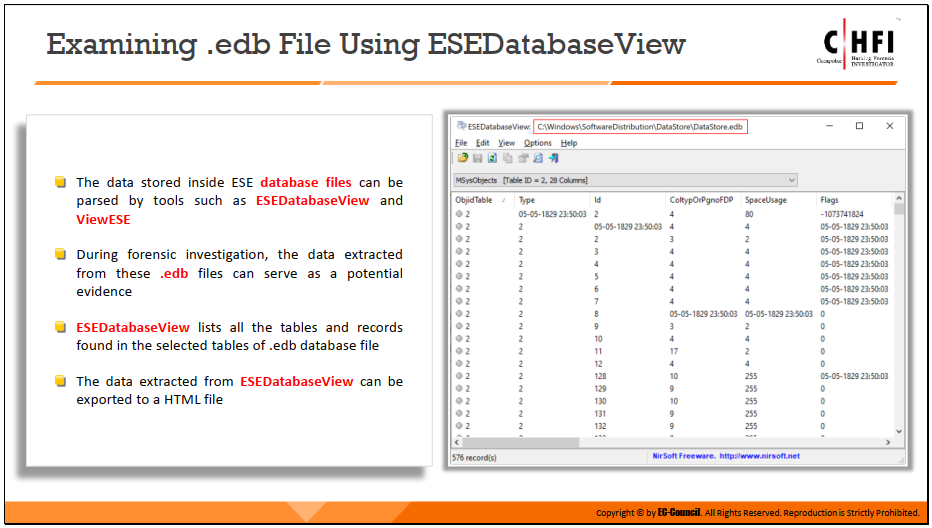 Examining .edb File Using ESEDatabaseView
C|HFI
Computer Hacking Forensic
INVESTIGATOR
The data stored inside ESE database files can be
parsed by tools such as ESEDatabaseView and
ViewESE
During forensic investigation, the data extracted
from these .edb files can serve as a potential
evidence
ESEDatabaseView lists all the tables and records
found in the selected tables of .edb database file
The data extracted from ESEDatabaseView can be
exported to a HTML file
ESEDatabaseView: C:\Windows\SoftwareDistribution\DataStore\DataStore.edb
File Edit View Options Help
MSysObjects [Table ID = 2, 28 Columns]
ObjidTable Type Id ColtypOrPgnoFDP SpaceUsage Flags
2 05-05-1829 23:50:03 2 4 80 -1073741824
2 2 05-05-1829 23:50:03 4 4 05-05-1829 23:50:03
2 2 2 3 2 05-05-1829 23:50:03
2 2 3 4 4 05-05-1829 23:50:03
2 2 4 4 4 05-05-1829 23:50:03
2 2 5 4 4 05-05-1829 23:50:03
2 2 6 4 4 05-05-1829 23:50:03
2 2 7 4 4 05-05-1829 23:50:03
2 2 8 05-05-1829 23:50:03 05-05-1829 23:50:03 0
2 2 9 3 2 0
2 2 10 4 4 0
2 2 11 17 2 0
2 2 12 4 4 0
2 2 128 10 255 05-05-1829 23:50:03
2 2 129 9 255 0
2 2 130 10 255 0
2 2 131 9 255 0
2 2 132 9 255 0
576 record(s)
NirSoft Freeware. http://www.nirsoft.net
Copyright © by EC-Council. All Rights Reserved. Reproduction is Strictly Prohibited.